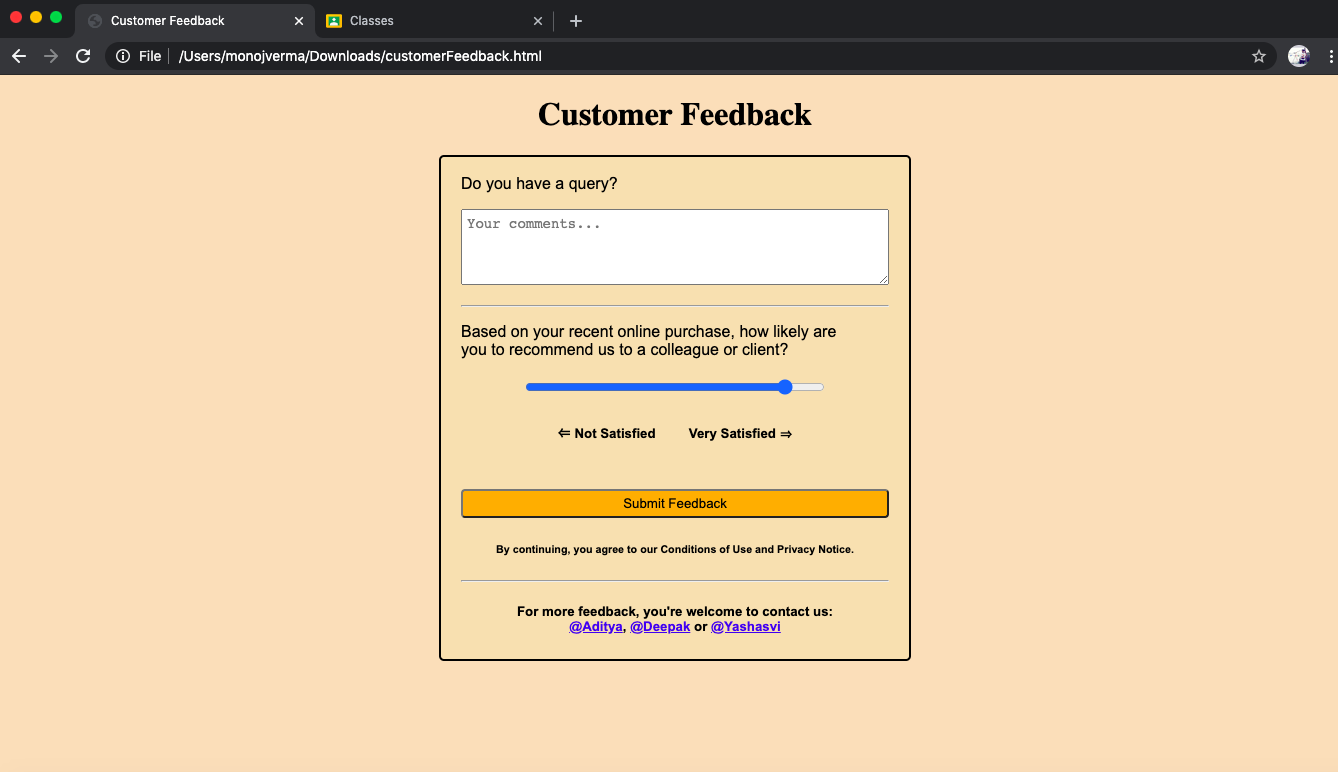 Customer Feedback
Classes
File
/Users/monojverma/Downloads/customerFeedback.html
Customer Feedback
Do you have a query?
Your comments...
Based on your recent online purchase, how likely are
you to recommend us to a colleague or client?
⇐ Not Satisfied Very Satisfied ⇒
Submit Feedback
By continuing, you agree to our Conditions of Use and Privacy Notice.
For more feedback, you're welcome to contact us:
@Aditya, @Deepak or @Yashasvi